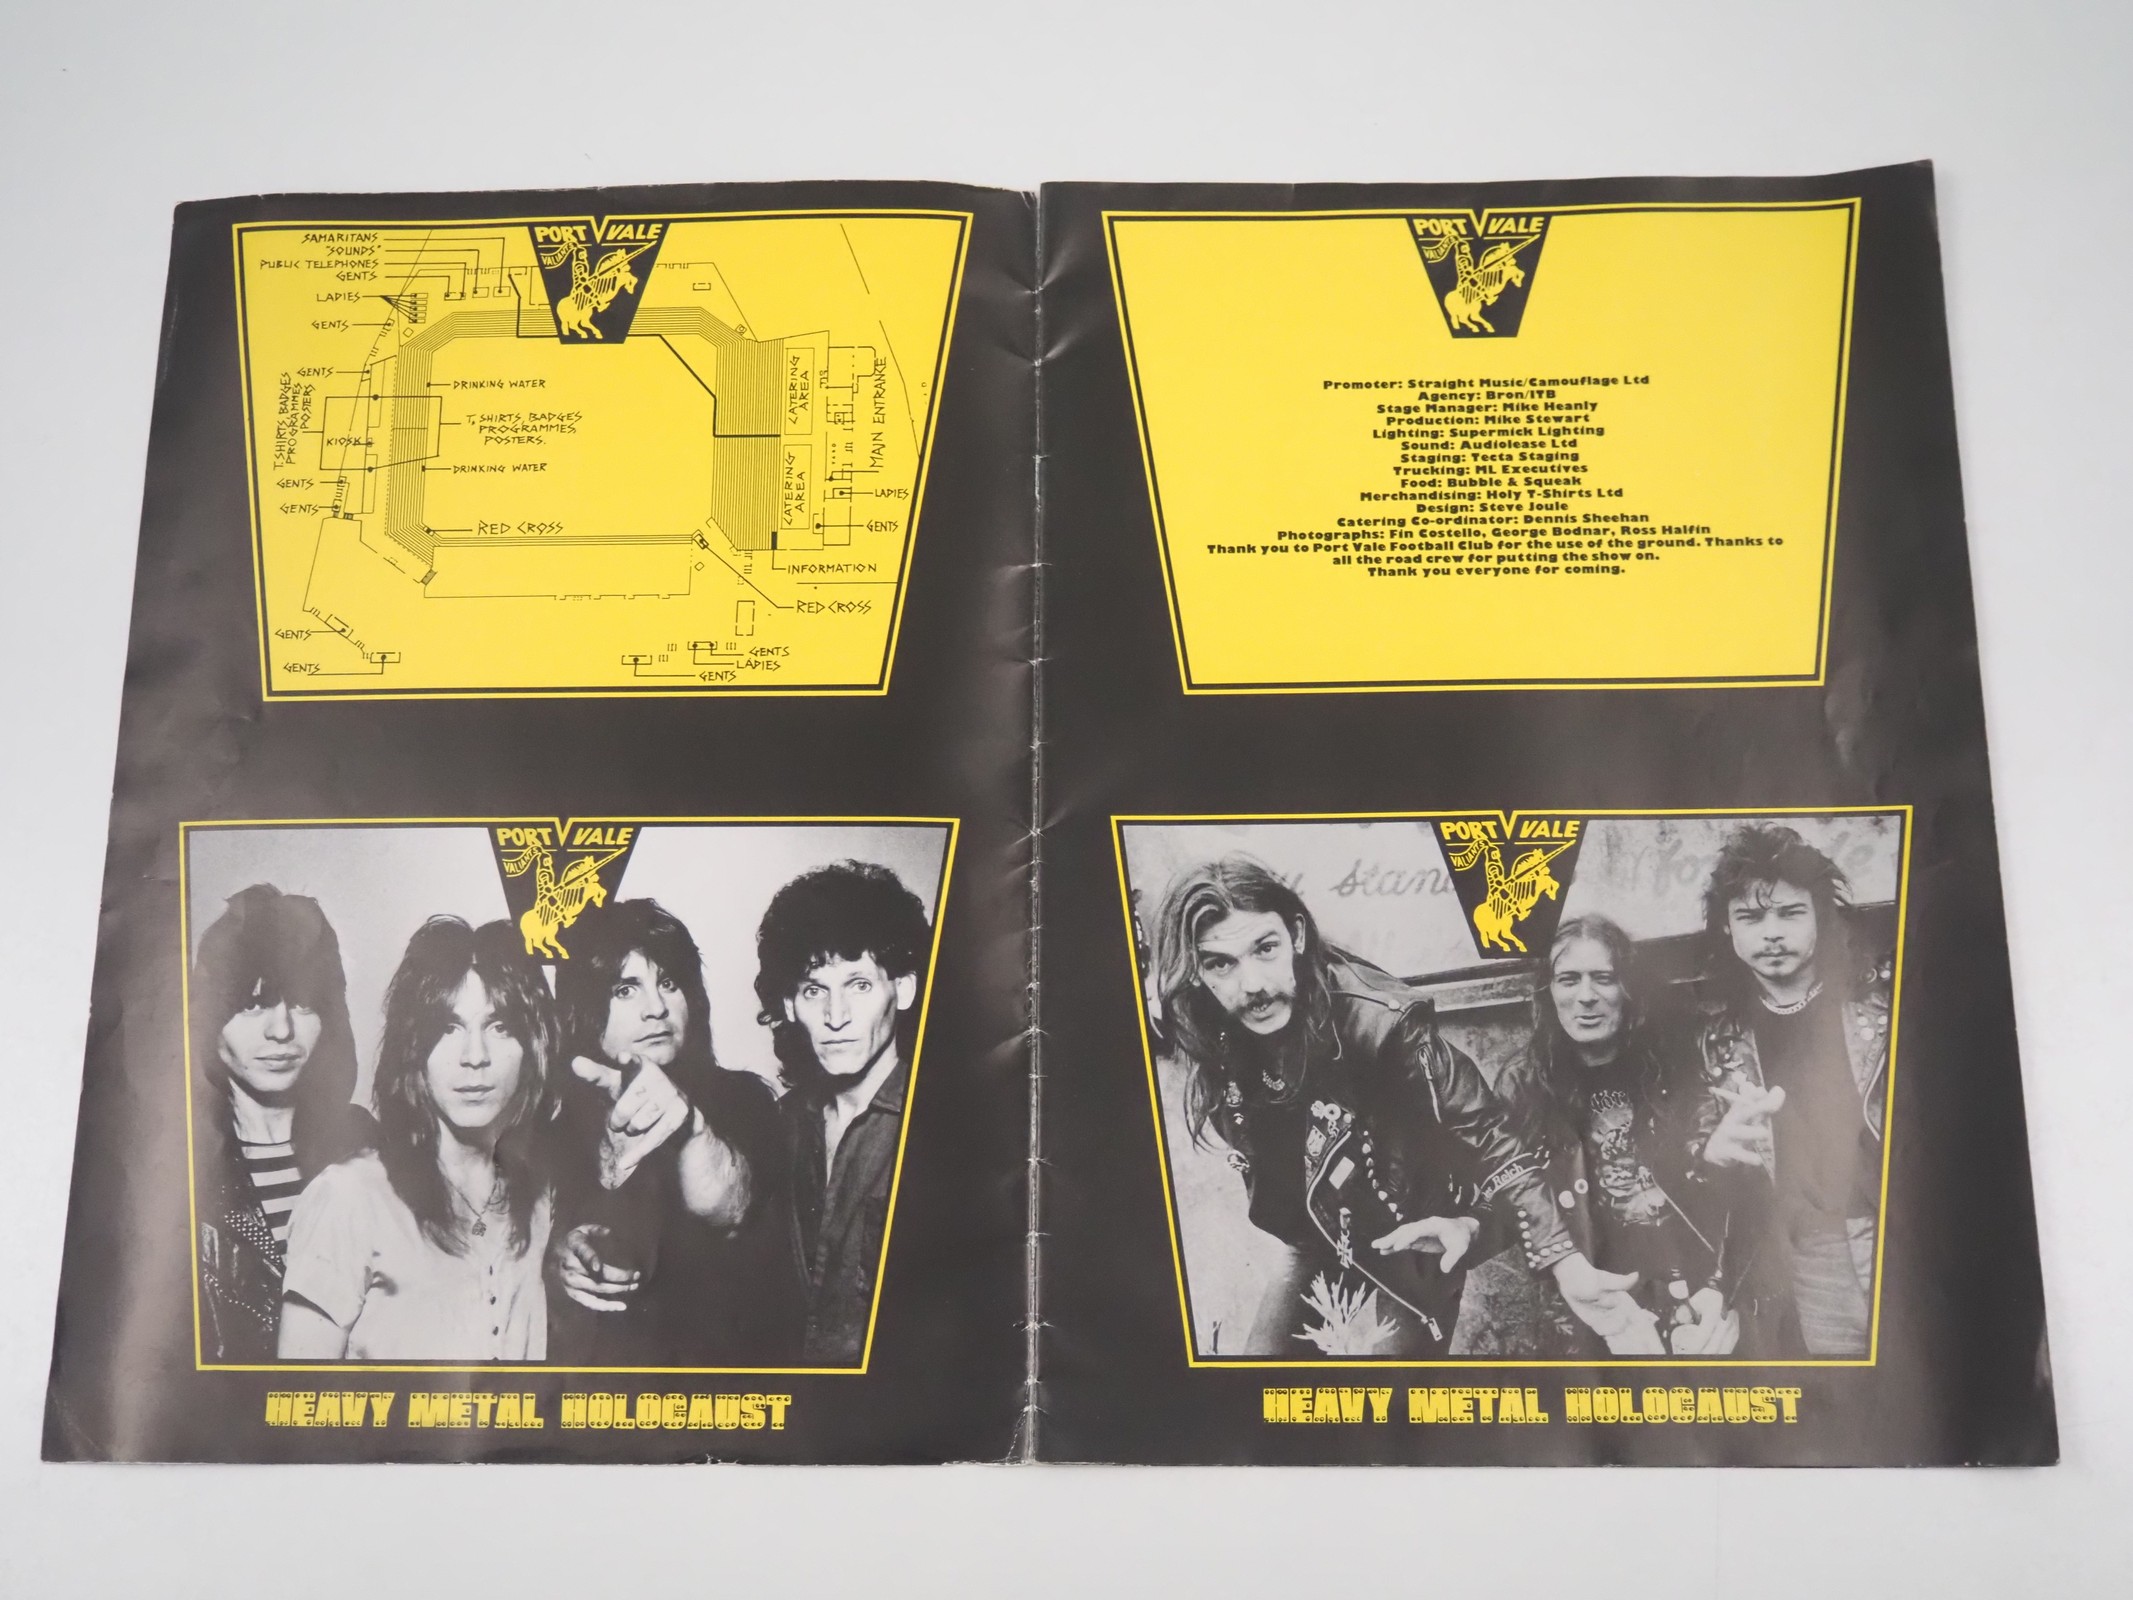 PORT VALE
VALIANTS
SAMARITANS
"SOUNDS"
PUBLIC TELEPHONES
GENTS
LADIES
GENTS
GENTS
T. SHIRTS BADGES
PROGRAMMES
POSTERS
KIOSK
GENTS
GENTS
DRINKING WATER
T. SHIRTS, BADGES
PROGRAMMES,
POSTERS.
DRINKING WATER
RED CROSS
CATERING
AREA
CATERING
AREA
MAIN ENTRANCE
LADIES
GENTS
INFORMATION
RED CROSS
GENTS
GENTS
GENTS
LADIES
GENTS
PORT VALE
VALIANTS
Promoter: Straight Music/Camouflage Ltd
Agency: Bron/ITB
Stage Manager: Mike Heanly
Production: Mike Stewart
Lighting: Supermick Lighting
Sound: Audiolease Ltd
Staging: Tecta Staging
Trucking: ML Executives
Food: Bubble & Squeak
Merchandising: Holy T-Shirts Ltd
Design: Steve Joule
Catering Co-ordinator: Dennis Sheehan
Photographs: Fin Costello, George Bodnar, Ross Halfin
Thank you to Port Vale Football Club for the use of the ground. Thanks to
all the road crew for putting the show on.
Thank you everyone for coming.
PORT VALE
VALIANTS
HEAVY METAL HOLOCAUST
PORT VALE
VALIANTS
stand
for
Reich
HEAVY METAL HOLOCAUST